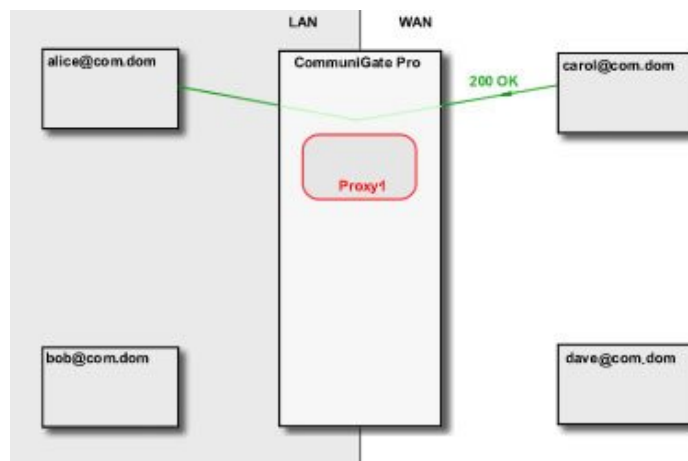 LAN WAN
alice@com.dom
CommuniGate Pro
carol@com.dom
200 OK
Proxy1
bob@com.dom
dave@com.dom